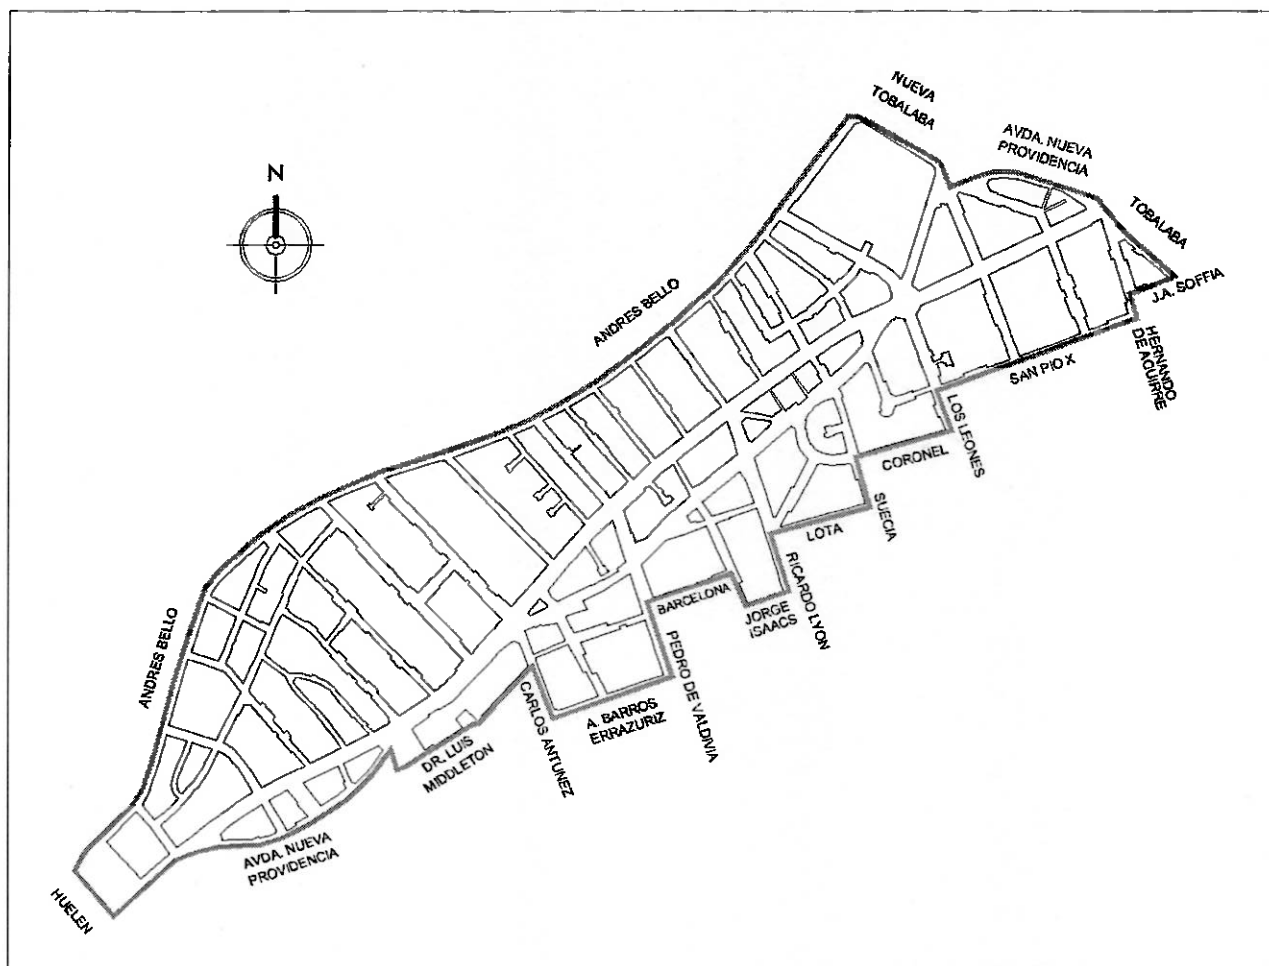 NUEVA
TOBALABA
AVDA. NUEVA
PROVIDENCIA
TOBALABA
N
J.A. SOFFIA
ANDRES BELLO
HERNANDO
DE AGUIRRE
SAN PIO X
LOS LEONES
CORONEL
SUECIA
LOTA
RICARDO LYON
BARCELONA
JORGE
ISAACS
PEDRO DE VALDIVIA
ANDRES BELLO
A. BARROS
ERRAZURIZ
CARLOS ANTUNEZ
DR. LUIS
MIDDLETON
AVDA. NUEVA
PROVIDENCIA
HUELEN